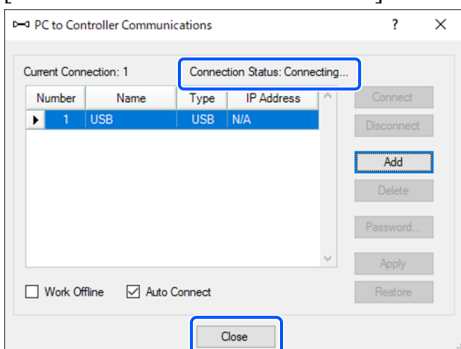 PC to Controller Communications ? ×
Current Connection: 1 Connection Status: Connecting...
Number Name Type IP Address
1 USB USB N/A
Connect
Disconnect
Add
Delete
Password...
Apply
Restore
Work Offline Auto Connect
Close